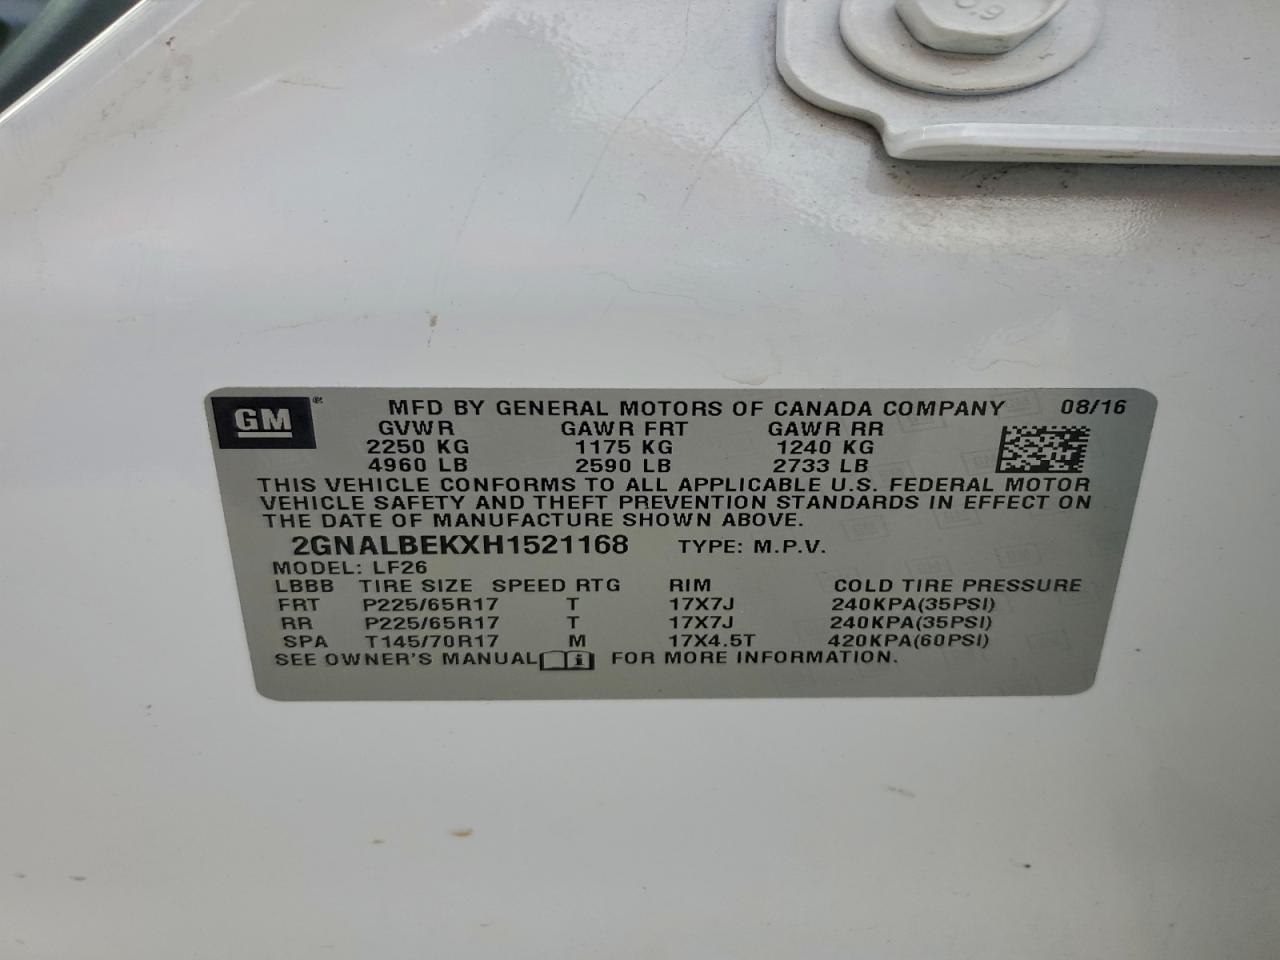 0.9
GM® MFD BY GENERAL MOTORS OF CANADA COMPANY 08/16
GVWR GAWR FRT GAWR RR
2250 KG 1175 KG 1240 KG
4960 LB 2590 LB 2733 LB
THIS VEHICLE CONFORMS TO ALL APPLICABLE U.S. FEDERAL MOTOR
VEHICLE SAFETY AND THEFT PREVENTION STANDARDS IN EFFECT ON
THE DATE OF MANUFACTURE SHOWN ABOVE.
2GNALBEKXH1521168 TYPE: M.P.V.
MODEL: LF26
LBBB TIRE SIZE SPEED RTG RIM COLD TIRE PRESSURE
FRT P225/65R17 T 17X7J 240KPA(35PSI)
RR P225/65R17 T 17X7J 240KPA(35PSI)
SPA T145/70R17 M 17X4.5T 420KPA(60PSI)
SEE OWNER'S MANUAL i FOR MORE INFORMATION.